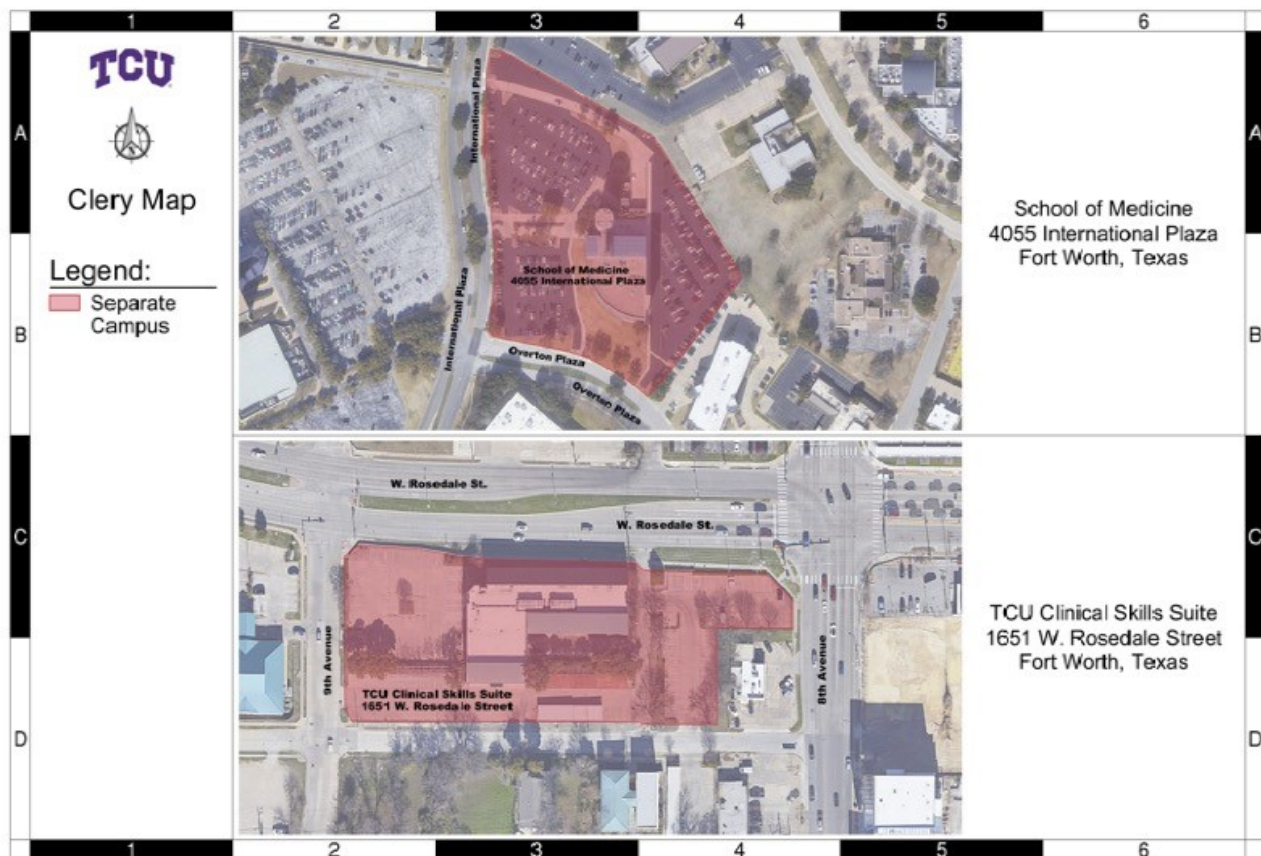 1 2 3 4 5 6
A
B
C
D
TCU
Clery Map
Legend:
Separate
Campus
International Plaza
International Plaza
School of Medicine
4055 International Plaza
Overton Plaza
Overton Plaza
School of Medicine
4055 International Plaza
Fort Worth, Texas
W. Rosedale St.
W. Rosedale St.
9th Avenue
8th Avenue
TCU Clinical Skills Suite
1651 W. Rosedale Street
TCU Clinical Skills Suite
1651 W. Rosedale Street
Fort Worth, Texas
A
B
C
D
1 2 3 4 5 6